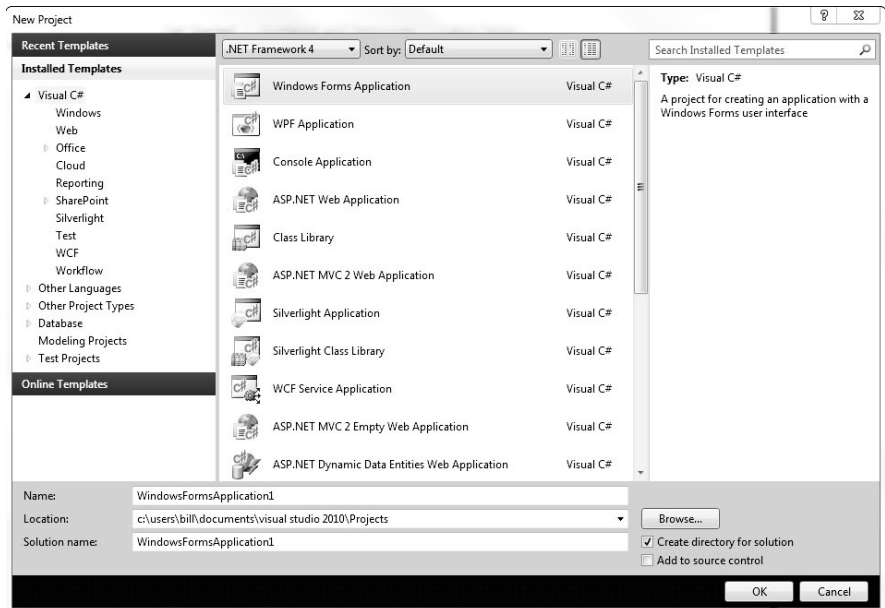 New Project
Recent Templates
Installed Templates
Visual C#
Windows
Web
Office
Cloud
Reporting
SharePoint
Silverlight
Test
WCF
Workflow
Other Languages
Other Project Types
Database
Modeling Projects
Test Projects
Online Templates
.NET Framework 4
Sort by: Default
Windows Forms Application Visual C#
WPF Application Visual C#
Console Application Visual C#
ASP.NET Web Application Visual C#
Class Library Visual C#
ASP.NET MVC 2 Web Application Visual C#
Silverlight Application Visual C#
Silverlight Class Library Visual C#
WCF Service Application Visual C#
ASP.NET MVC 2 Empty Web Application Visual C#
ASP.NET Dynamic Data Entities Web Application Visual C#
Search Installed Templates
Type: Visual C#
A project for creating an application with a
Windows Forms user interface
Name: WindowsFormsApplication1
Location: c:\users\bill\documents\visual studio 2010\Projects
Browse...
Solution name: WindowsFormsApplication1
Create directory for solution
Add to source control
OK
Cancel